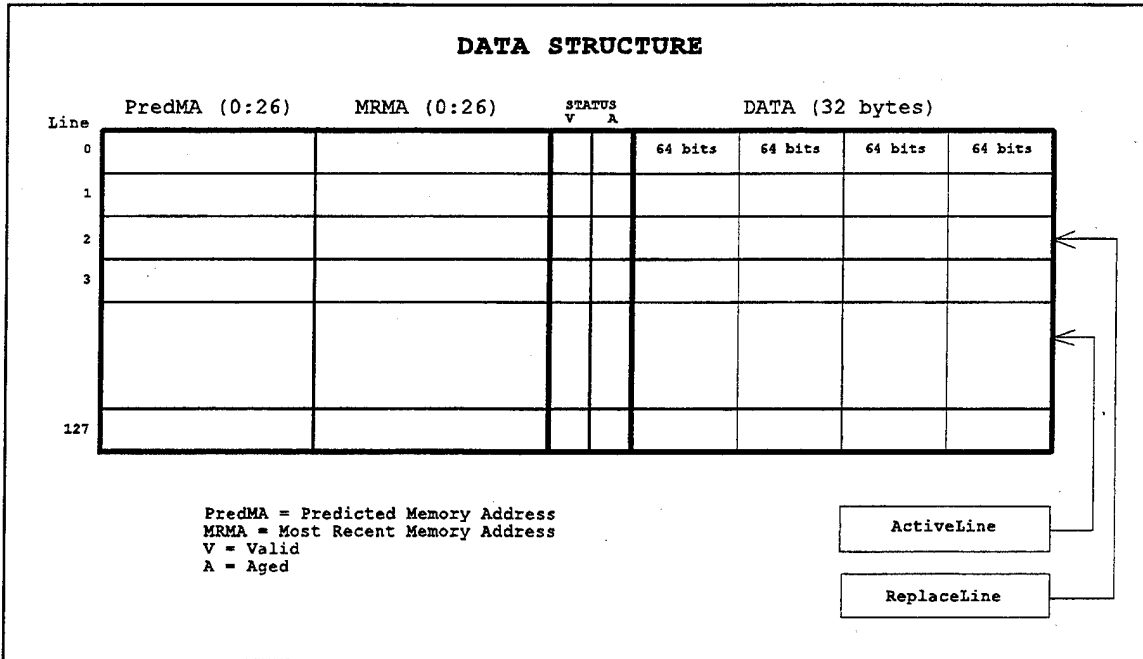 DATA STRUCTURE
PredMA (0:26) MRMA (0:26) STATUS DATA (32 bytes)
Line V A
0 64 bits 64 bits 64 bits 64 bits
1
2
3
127
PredMA = Predicted Memory Address
MRMA = Most Recent Memory Address
V = Valid
A = Aged
ActiveLine
ReplaceLine